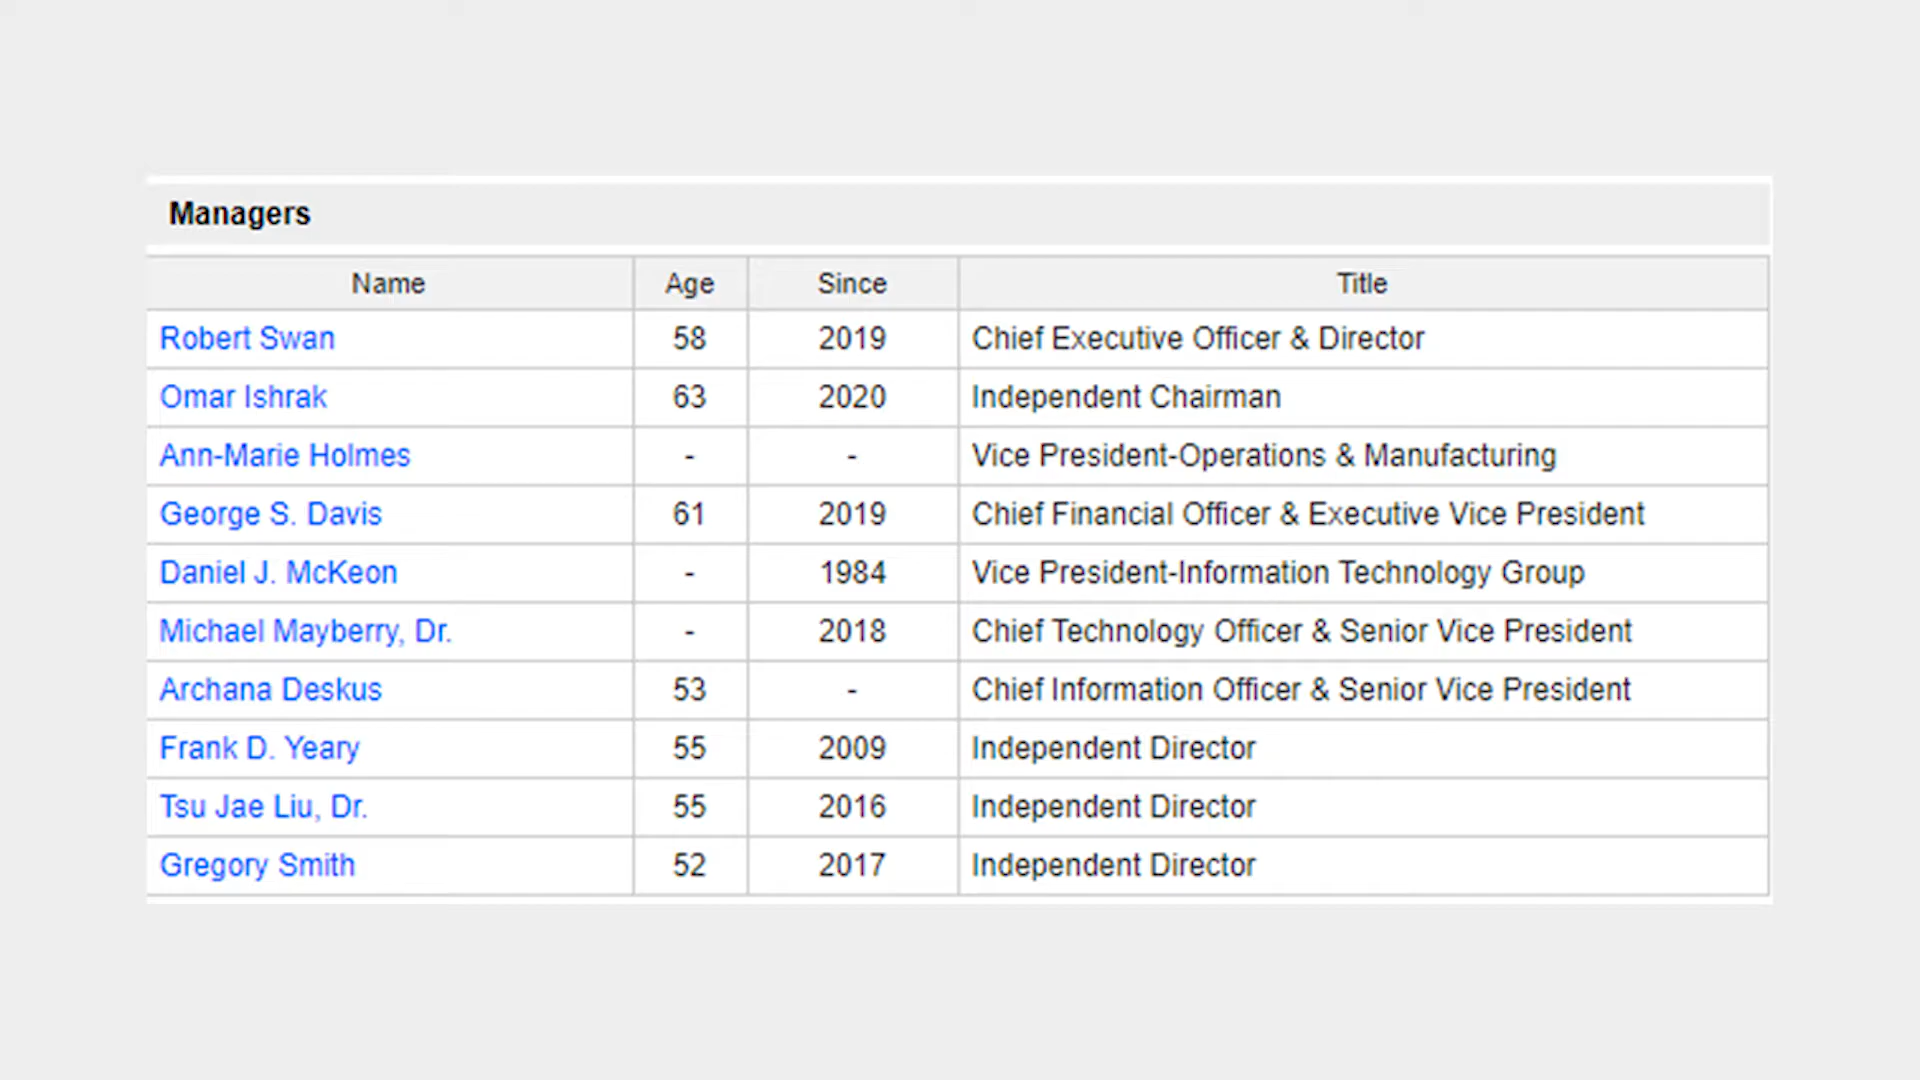 Managers
Name Age Since Title
Robert Swan 58 2019 Chief Executive Officer & Director
Omar Ishrak 63 2020 Independent Chairman
Ann-Marie Holmes - - Vice President-Operations & Manufacturing
George S. Davis 61 2019 Chief Financial Officer & Executive Vice President
Daniel J. McKeon - 1984 Vice President-Information Technology Group
Michael Mayberry, Dr. - 2018 Chief Technology Officer & Senior Vice President
Archana Deskus 53 - Chief Information Officer & Senior Vice President
Frank D. Yeary 55 2009 Independent Director
Tsu Jae Liu, Dr. 55 2016 Independent Director
Gregory Smith 52 2017 Independent Director